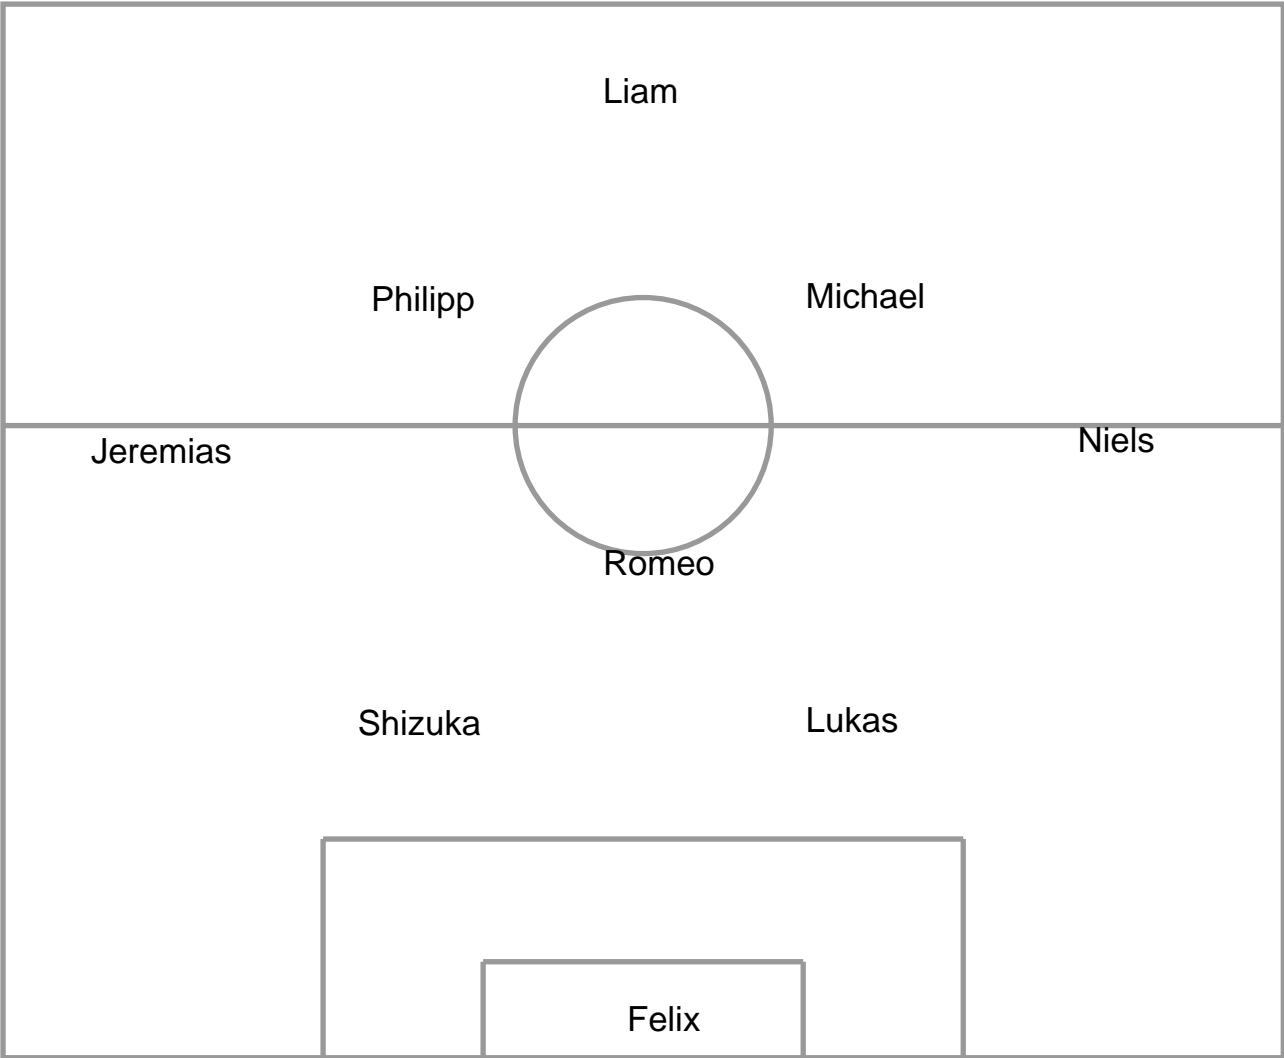 Liam
Philipp
Michael
Jeremias
Niels
Romeo
Shizuka
Lukas
Felix